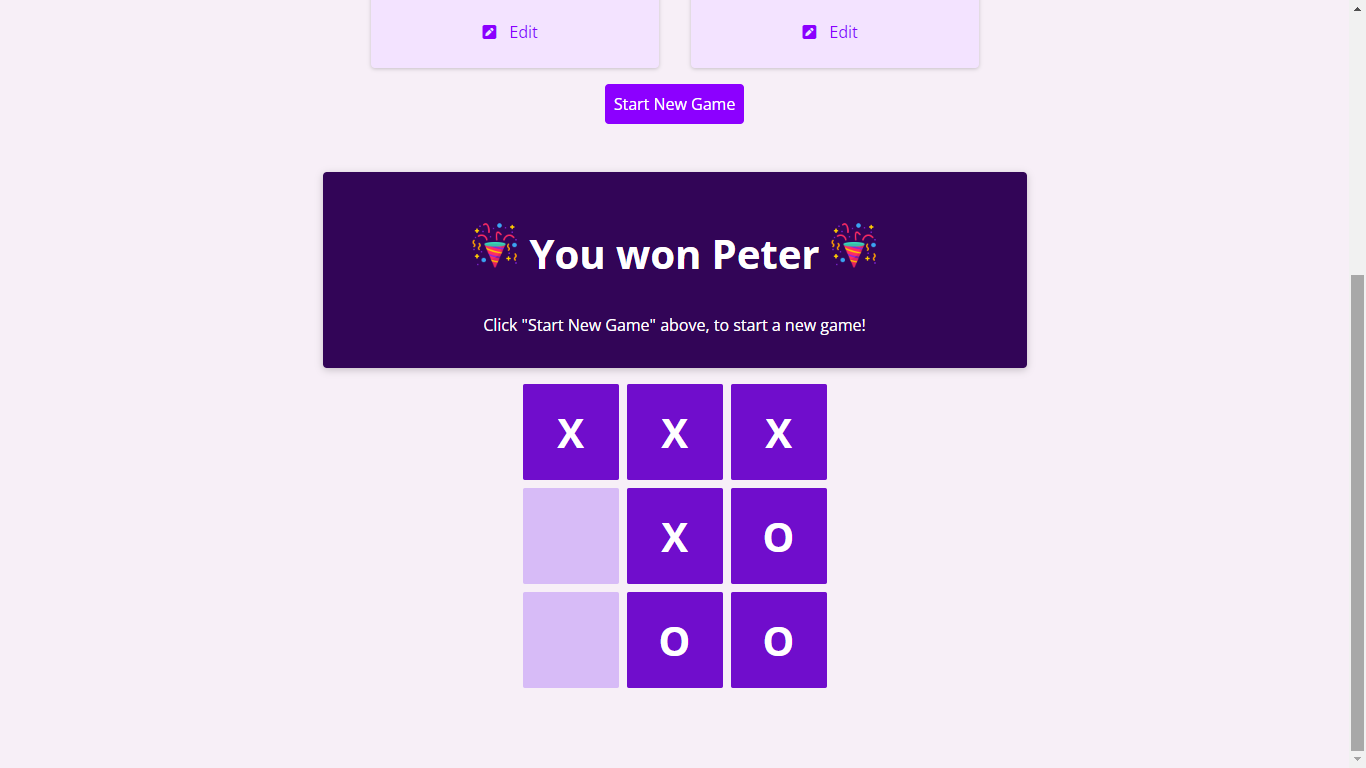 Edit Edit
Start New Game
You won Peter
Click "Start New Game" above, to start a new game!
X X X
X O
O O